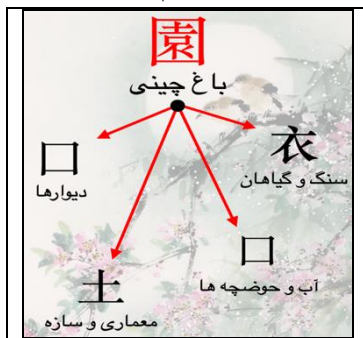 園
باغ چینی
衣
سنگ و گیاهان
口
دیوارها
口
آب و حوضچه ها
土
معماری و سازه